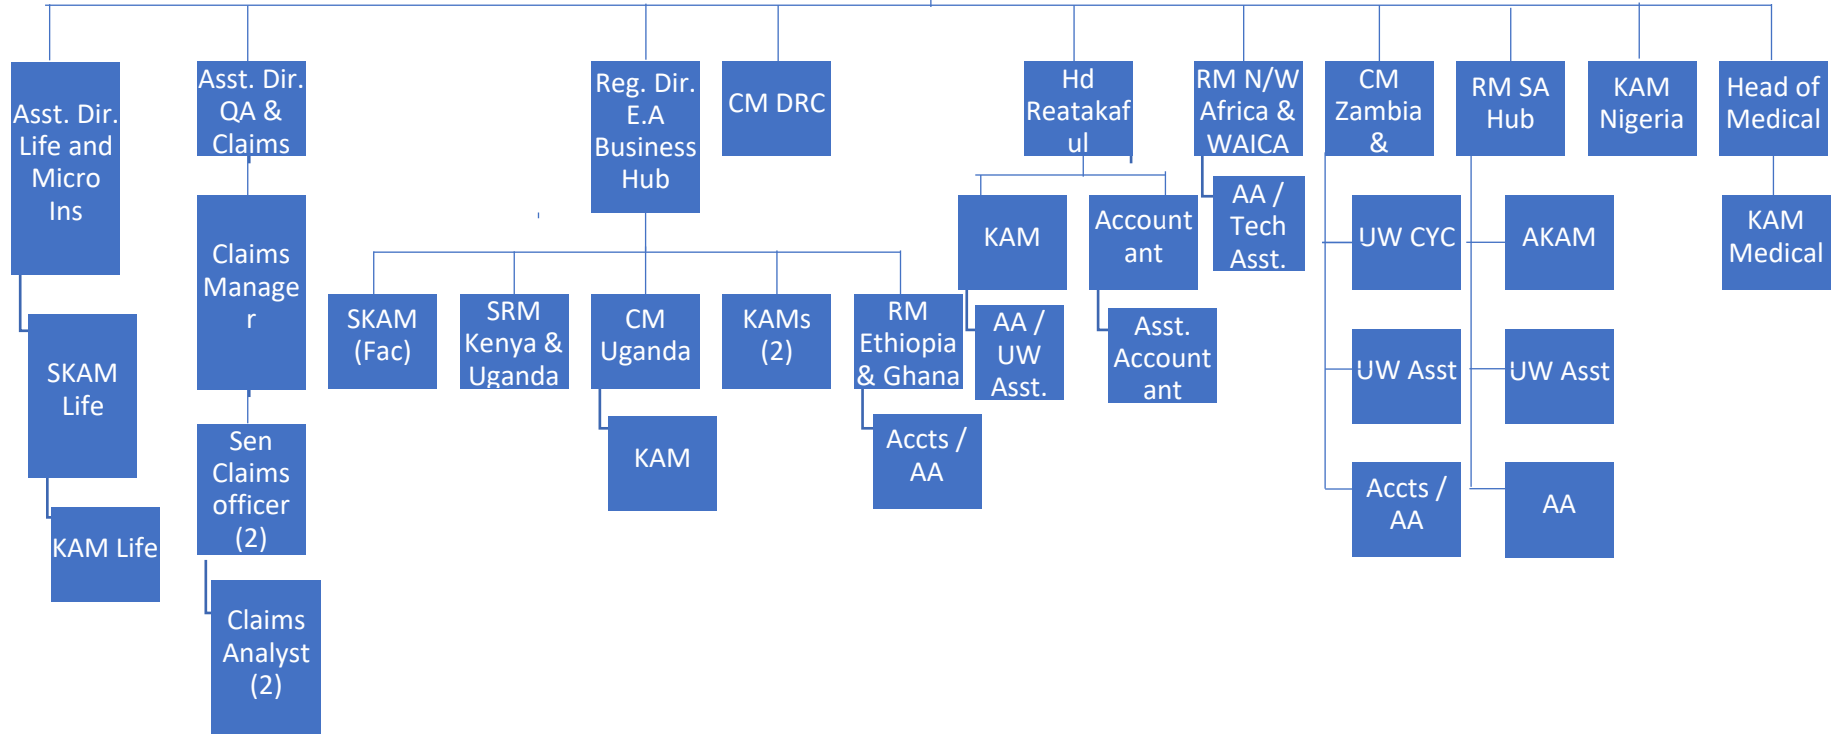 Asst. Dir.
Life and
Micro
Ins
SKAM
Life
KAM Life
Asst. Dir.
QA &
Claims
Claims
Manage
r
Sen
Claims
officer
(2)
Claims
Analyst
(2)
Reg. Dir.
E.A
Business
Hub
SKAM
(Fac)
SRM
Kenya &
Uganda
CM
Uganda
KAM
KAMs
(2)
RM
Ethiopia
& Ghana
Accts /
AA
CM DRC
Hd
Reatakaf
ul
KAM
AA /
UW
Asst.
Account
ant
Asst.
Account
ant
RM N/W
Africa &
WAICA
AA /
Tech
Asst.
CM
Zambia
&
UW CYC
UW Asst
Accts /
AA
RM SA
Hub
AKAM
UW Asst
AA
KAM
Nigeria
Head of
Medical
KAM
Medical